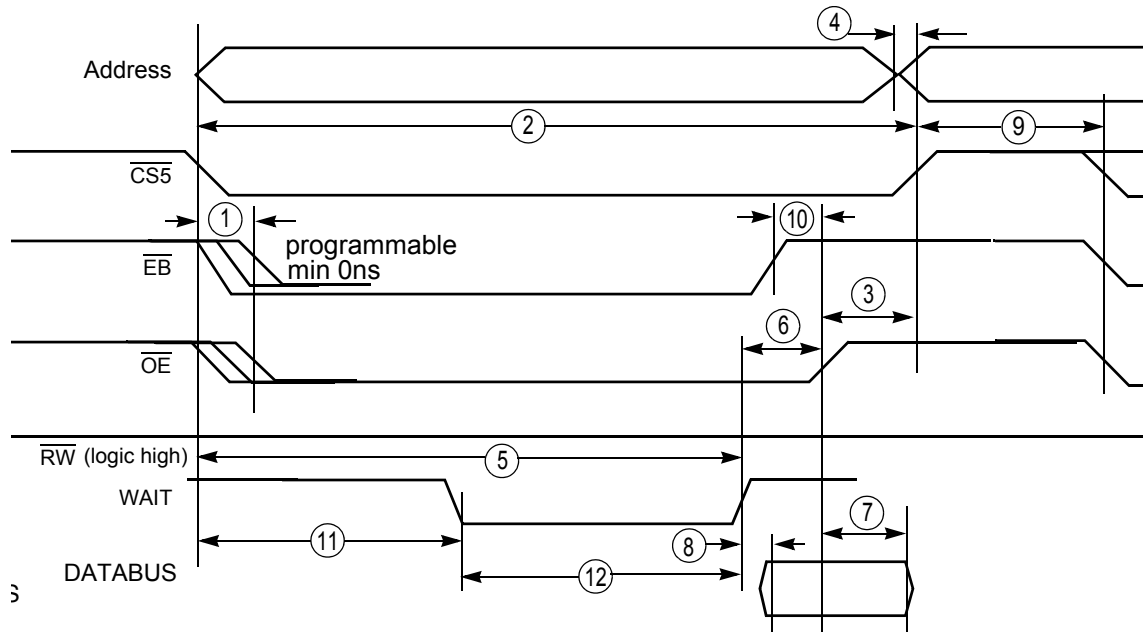 4
Address
2
9
CS5
1
10
programmable
min 0ns
EB
3
6
OE
RW (logic high)
5
WAIT
7
11
8
DATABUS
12
s